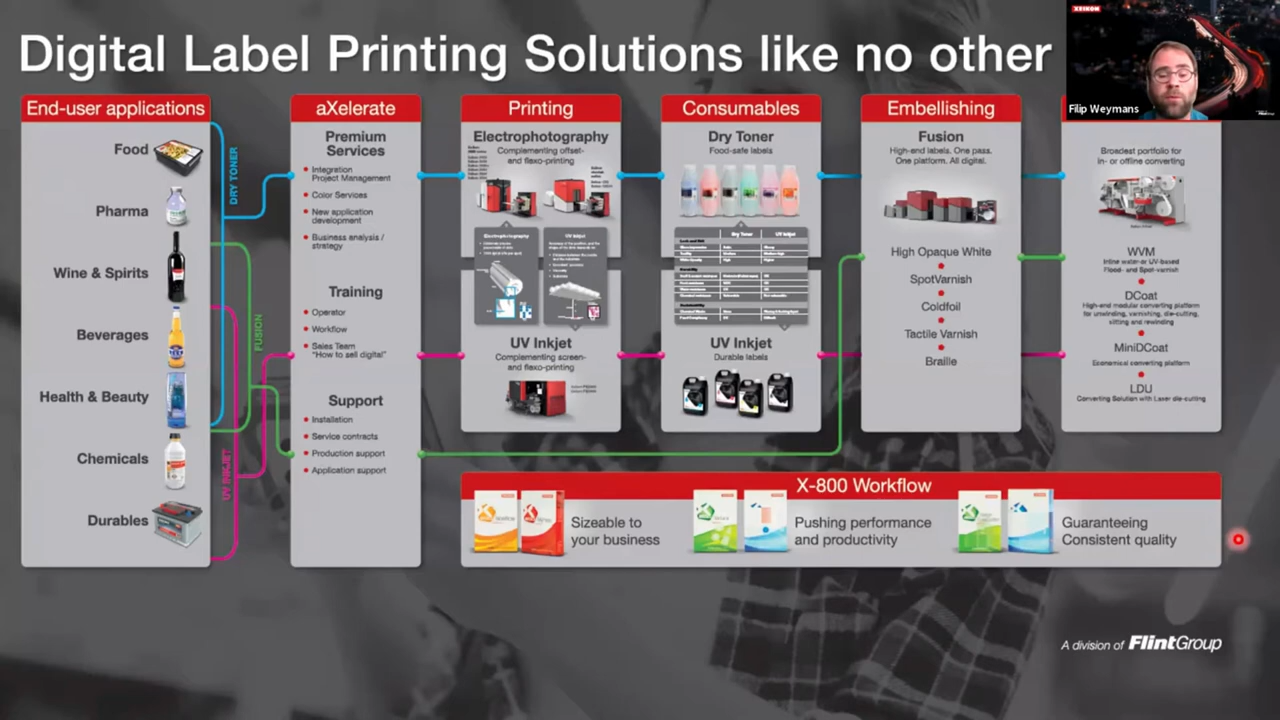 Digital Label Printing Solutions like no other
XEIKON
Filip Weymans
End-user applications
Food
Pharma
Wine & Spirits
Beverages
Health & Beauty
Chemicals
Durables
DRY TONER
FUSION
UV INKJET
aXelerate
Premium
Services
Integration
Project Management
Color Services
New application
development
Business analysis /
strategy
Training
Operator
Workflow
Sales Team
"How to sell digital"
Support
Installation
Service contracts
Production support
Application support
Printing
Electrophotography
Complementing offset-
and flexo-printing
Electrophotography
UV Inkjet
UV Inkjet
Complementing screen-
and flexo-printing
Consumables
Dry Toner
Food-safe labels
Dry Toner
UV Inkjet
UV Inkjet
Durable labels
Embellishing
Fusion
High-end labels. One pass.
One platform. All digital.
High Opaque White
SpotVarnish
Coldfoil
Tactile Varnish
Braille
Broadest portfolio for
in- or offline converting
WVM
Inline water-or UV-based
Flood- and Spot-varnish
DCoat
High-end modular converting platform
for unwinding, varnishing, die-cutting,
slitting and rewinding
MiniDCoat
Economical converting platform
LDU
Converting Solution with Laser die-cutting
X-800 Workflow
Sizeable to
your business
Pushing performance
and productivity
Guaranteeing
Consistent quality
A division of FlintGroup